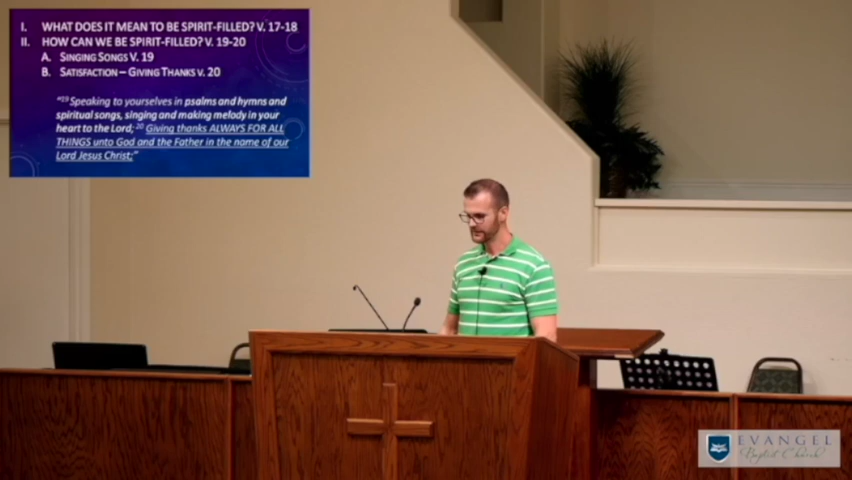 I. WHAT DOES IT MEAN TO BE SPIRIT-FILLED? V. 17-18
II. HOW CAN WE BE SPIRIT-FILLED? V. 19-20
A. SINGING SONGS V. 19
B. SATISFACTION – GIVING THANKS V. 20
"19 Speaking to yourselves in psalms and hymns and
spiritual songs, singing and making melody in your
heart to the Lord; 20 Giving thanks ALWAYS FOR ALL
THINGS unto God and the Father in the name of our
Lord Jesus Christ;"
EVANGEL
Baptist Church